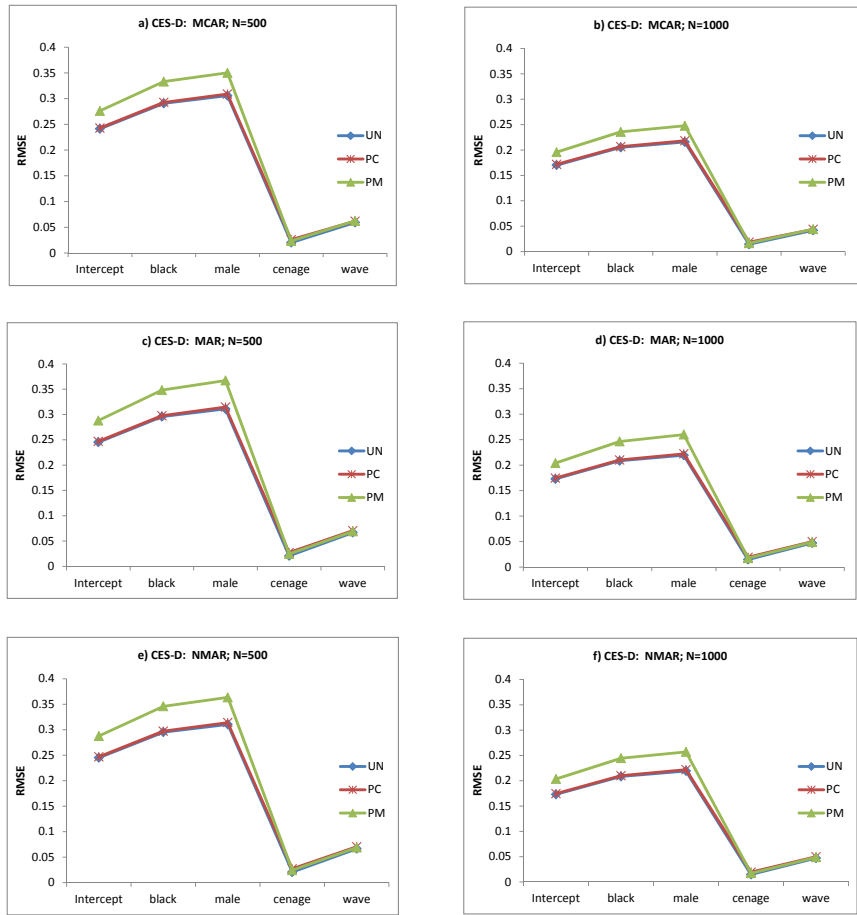 a) CES-D: MCAR; N=500
0.4
0.35
0.3
0.25
0.2
0.15
0.1
0.05
0
RMSE
Intercept black male cenage wave
UN
PC
PM
b) CES-D: MCAR; N=1000
0.4
0.35
0.3
0.25
0.2
0.15
0.1
0.05
0
RMSE
Intercept black male cenage wave
UN
PC
PM
c) CES-D: MAR; N=500
0.4
0.35
0.3
0.25
0.2
0.15
0.1
0.05
0
RMSE
Intercept black male cenage wave
UN
PC
PM
d) CES-D: MAR; N=1000
0.4
0.35
0.3
0.25
0.2
0.15
0.1
0.05
0
RMSE
Intercept black male cenage wave
UN
PC
PM
e) CES-D: NMAR; N=500
0.4
0.35
0.3
0.25
0.2
0.15
0.1
0.05
0
RMSE
Intercept black male cenage wave
UN
PC
PM
f) CES-D: NMAR; N=1000
0.4
0.35
0.3
0.25
0.2
0.15
0.1
0.05
0
RMSE
Intercept black male cenage wave
UN
PC
PM